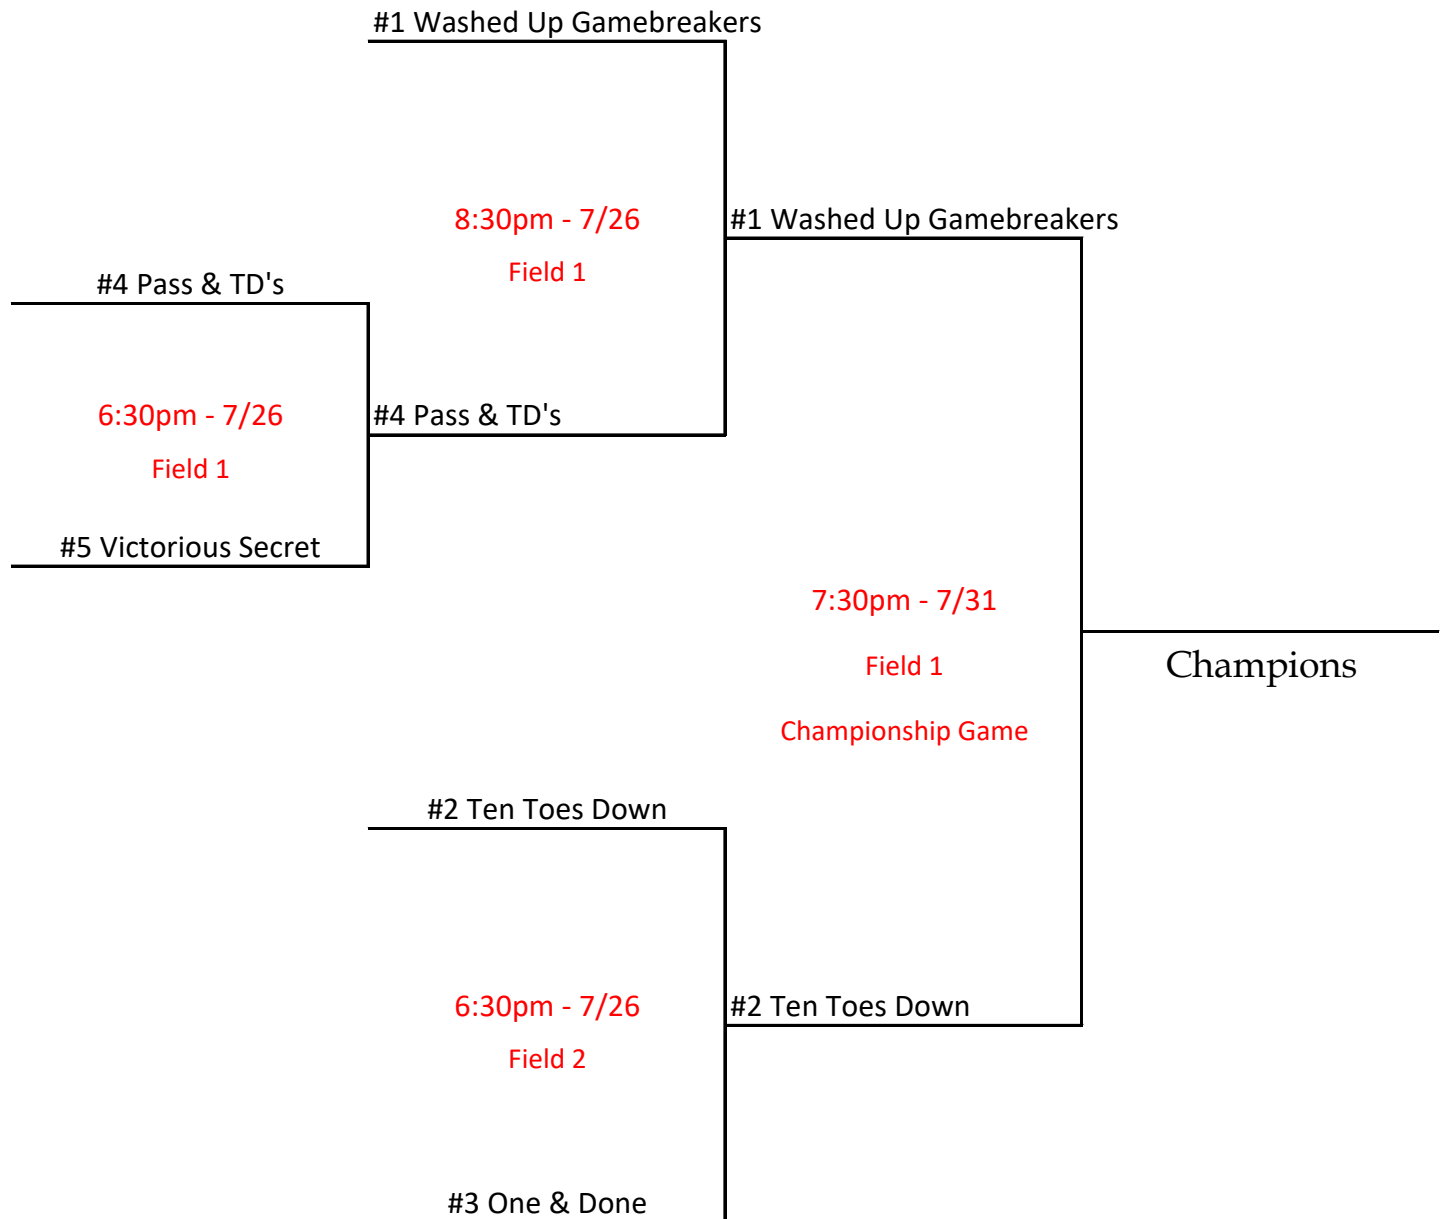 #1 Washed Up Gamebreakers
8:30pm - 7/26
#1 Washed Up Gamebreakers
Field 1
#4 Pass & TD's
6:30pm - 7/26
#4 Pass & TD's
Field 1
#5 Victorious Secret
7:30pm - 7/31
Field 1
Champions
Championship Game
#2 Ten Toes Down
6:30pm - 7/26
#2 Ten Toes Down
Field 2
#3 One & Done